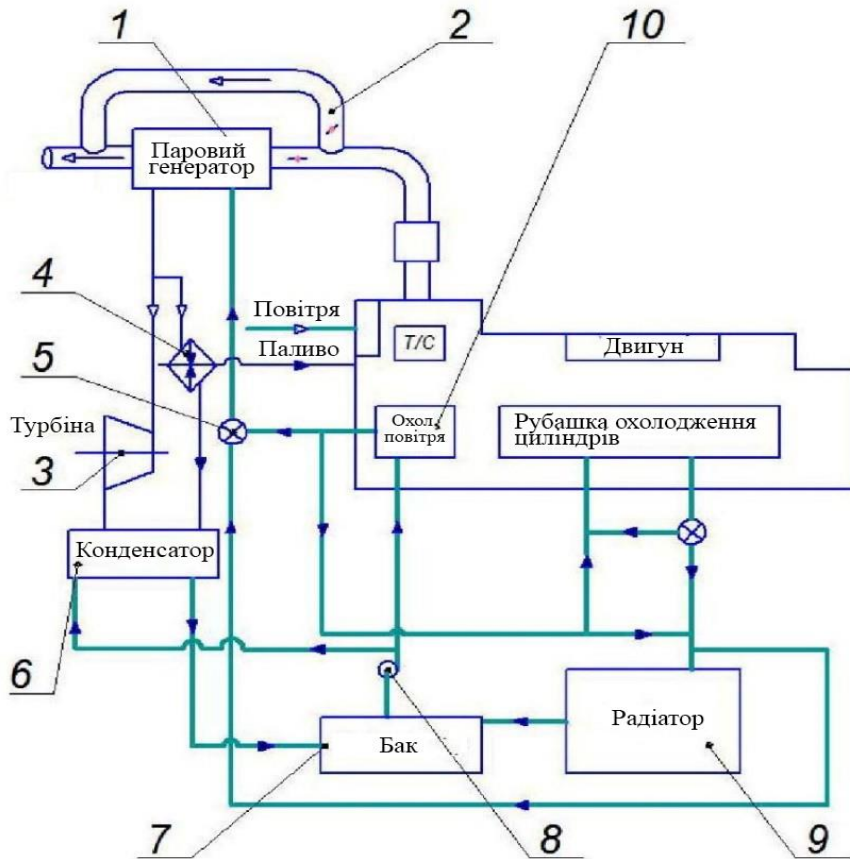 1
2
10
Паровий
генератор
4
Повітря
Паливо
T/C
Двигун
5
Турбіна
Охол.
повітря
Рубашка охолодження
циліндрів
3
Конденсатор
6
Бак
Радіатор
7
8
9